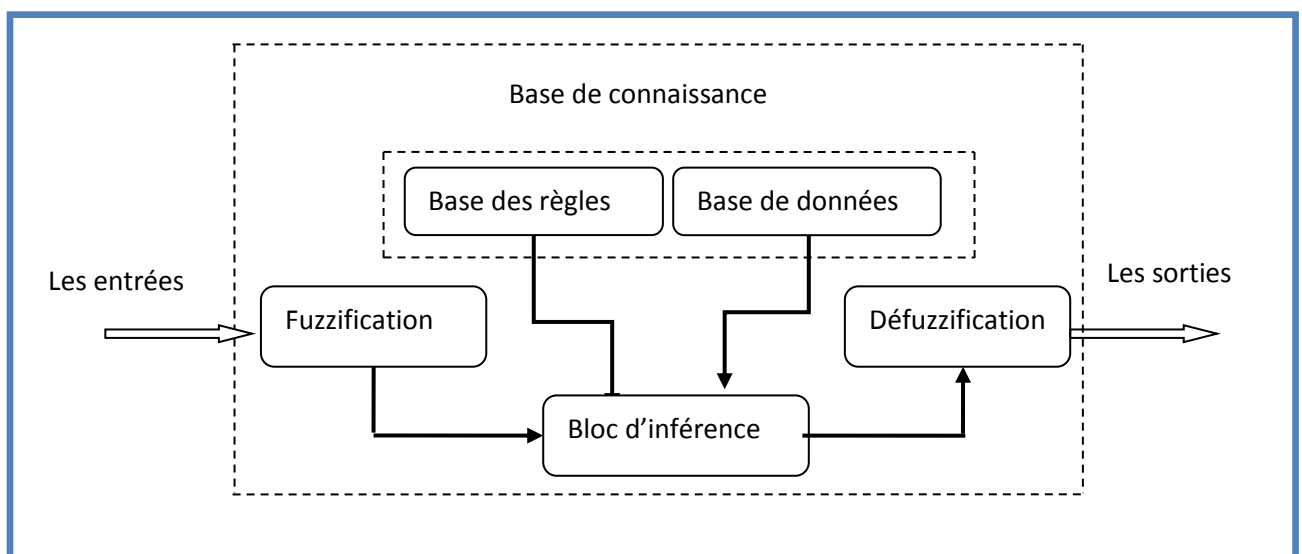 Base de connaissance
Base des règles
Base de données
Les entrées
Les sorties
Fuzzification
Défuzzification
Bloc d’inférence